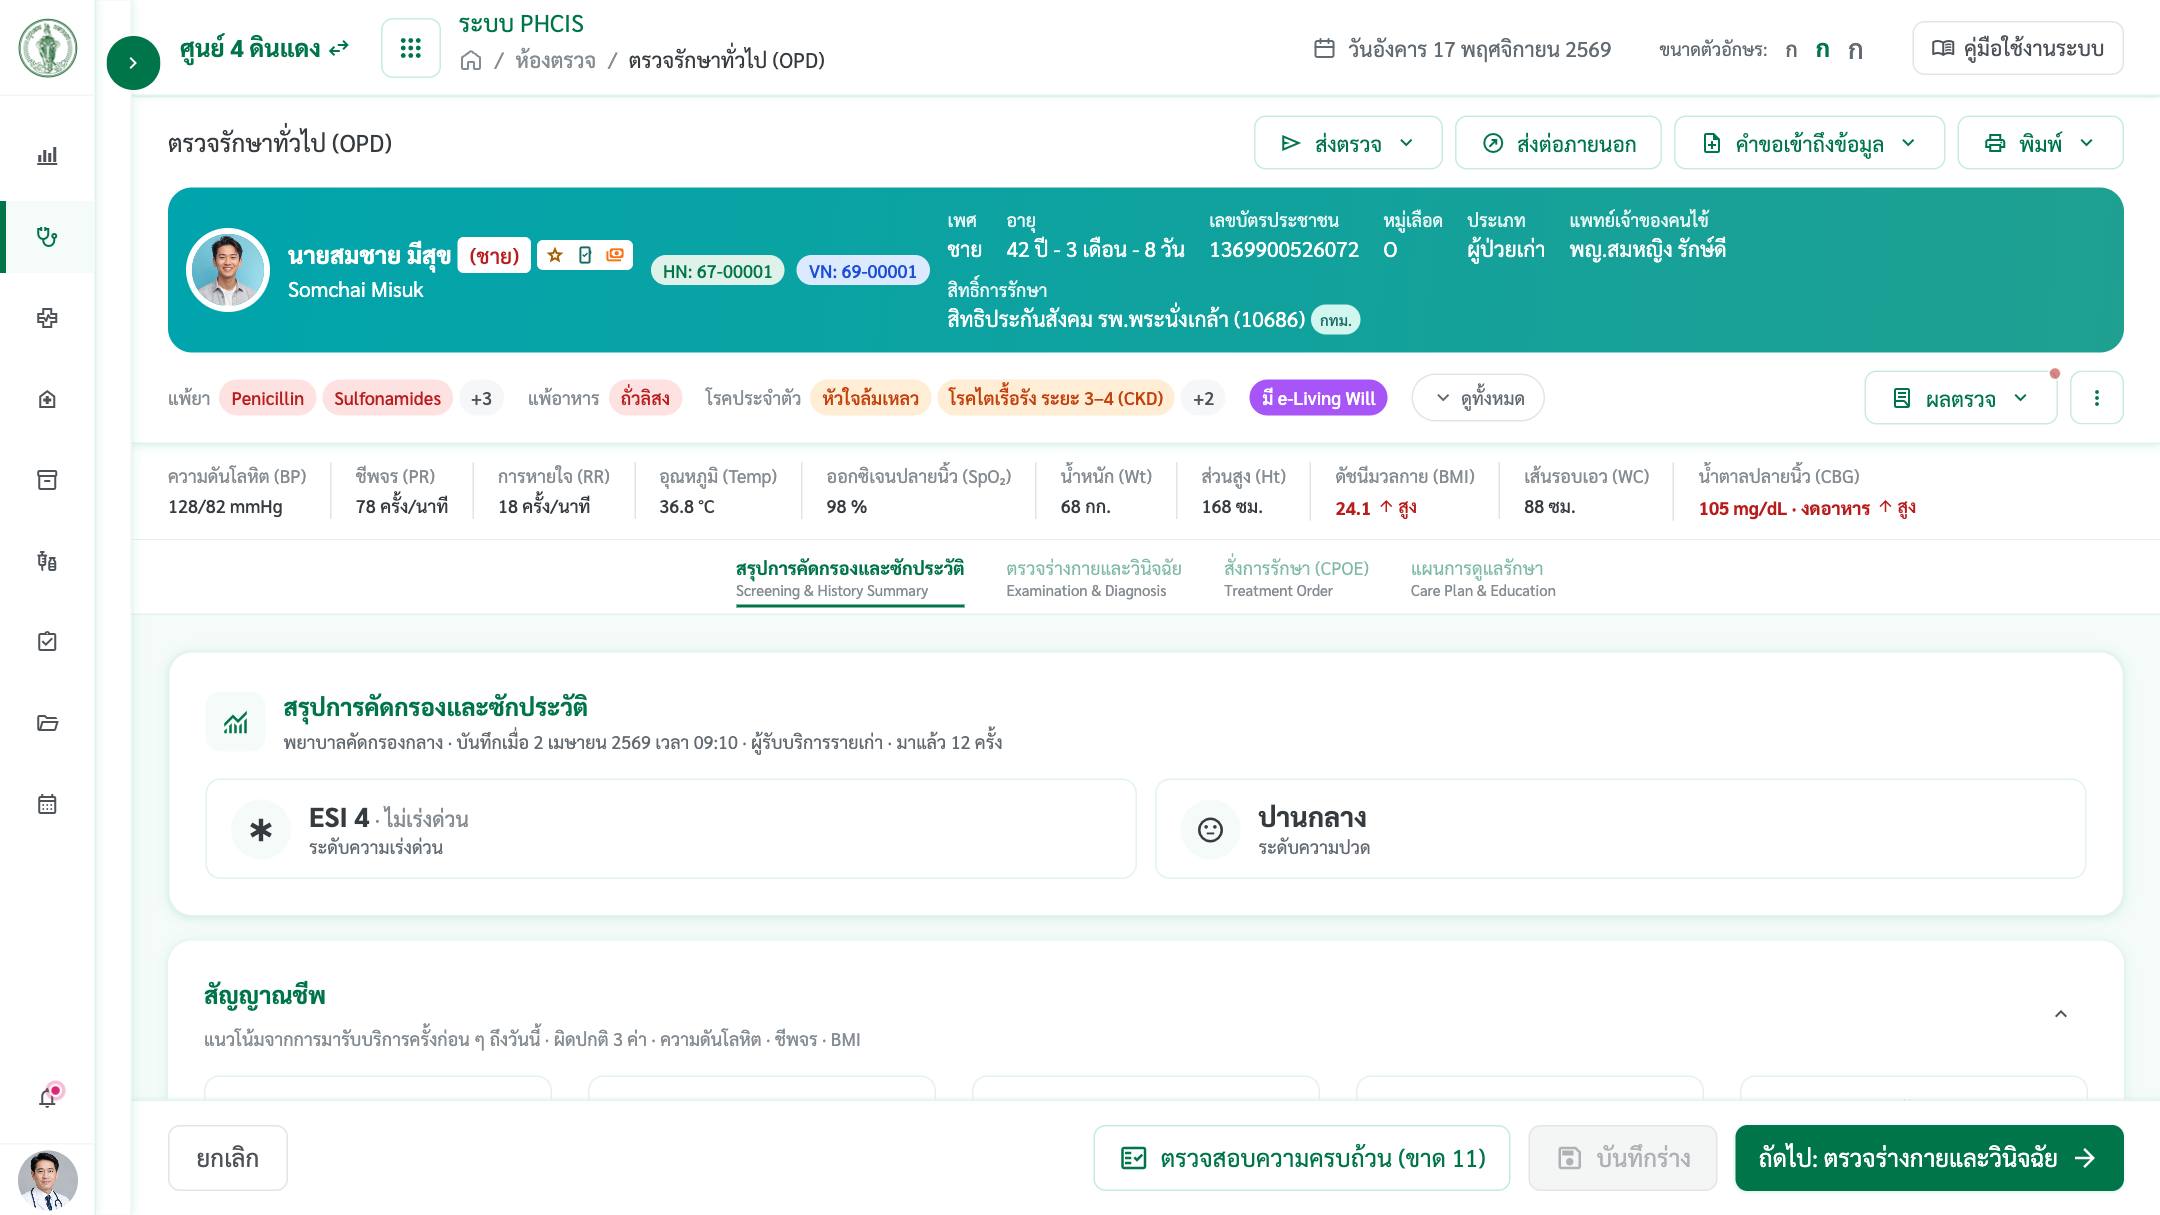 ศูนย์ 4 ดินแดง
ระบบ PHCIS
/ ห้องตรวจ / ตรวจรักษาทั่วไป (OPD)
วันอังคาร 17 พฤศจิกายน 2569
ขนาดตัวอักษร: ก ก ก
คู่มือใช้งานระบบ
ตรวจรักษาทั่วไป (OPD)
ส่งตรวจ
ส่งต่อภายนอก
คำขอเข้าถึงข้อมูล
พิมพ์
นายสมชาย มีสุข (ชาย)
Somchai Misuk
HN: 67-00001
VN: 69-00001
เพศ
ชาย
อายุ
42 ปี - 3 เดือน - 8 วัน
เลขบัตรประชาชน
1369900526072
หมู่เลือด
O
ประเภท
ผู้ป่วยเก่า
แพทย์เจ้าของคนไข้
พญ.สมหญิง รักษ์ดี
สิทธิ์การรักษา
สิทธิประกันสังคม รพ.พระนั่งเกล้า (10686) กทม.
แพ้ยา Penicillin Sulfonamides +3
แพ้อาหาร ถั่วลิสง
โรคประจำตัว หัวใจล้มเหลว โรคไตเรื้อรัง ระยะ 3–4 (CKD) +2
มี e-Living Will
ดูทั้งหมด
ผลตรวจ
ความดันโลหิต (BP)
128/82 mmHg
ชีพจร (PR)
78 ครั้ง/นาที
การหายใจ (RR)
18 ครั้ง/นาที
อุณหภูมิ (Temp)
36.8 °C
ออกซิเจนปลายนิ้ว (SpO₂)
98 %
น้ำหนัก (Wt)
68 กก.
ส่วนสูง (Ht)
168 ซม.
ดัชนีมวลกาย (BMI)
24.1 ↑ สูง
เส้นรอบเอว (WC)
88 ซม.
น้ำตาลปลายนิ้ว (CBG)
105 mg/dL · งดอาหาร ↑ สูง
สรุปการคัดกรองและซักประวัติ
Screening & History Summary
ตรวจร่างกายและวินิจฉัย
Examination & Diagnosis
สั่งการรักษา (CPOE)
Treatment Order
แผนการดูแลรักษา
Care Plan & Education
สรุปการคัดกรองและซักประวัติ
พยาบาลคัดกรองกลาง · บันทึกเมื่อ 2 เมษายน 2569 เวลา 09:10 · ผู้รับบริการรายเก่า · มาแล้ว 12 ครั้ง
ESI 4 · ไม่เร่งด่วน
ระดับความเร่งด่วน
ปานกลาง
ระดับความปวด
สัญญาณชีพ
แนวโน้มจากการมารับบริการครั้งก่อน ๆ ถึงวันนี้ · ผิดปกติ 3 ค่า · ความดันโลหิต · ชีพจร · BMI
ยกเลิก
ตรวจสอบความครบถ้วน (ขาด 11)
บันทึกร่าง
ถัดไป: ตรวจร่างกายและวินิจฉัย